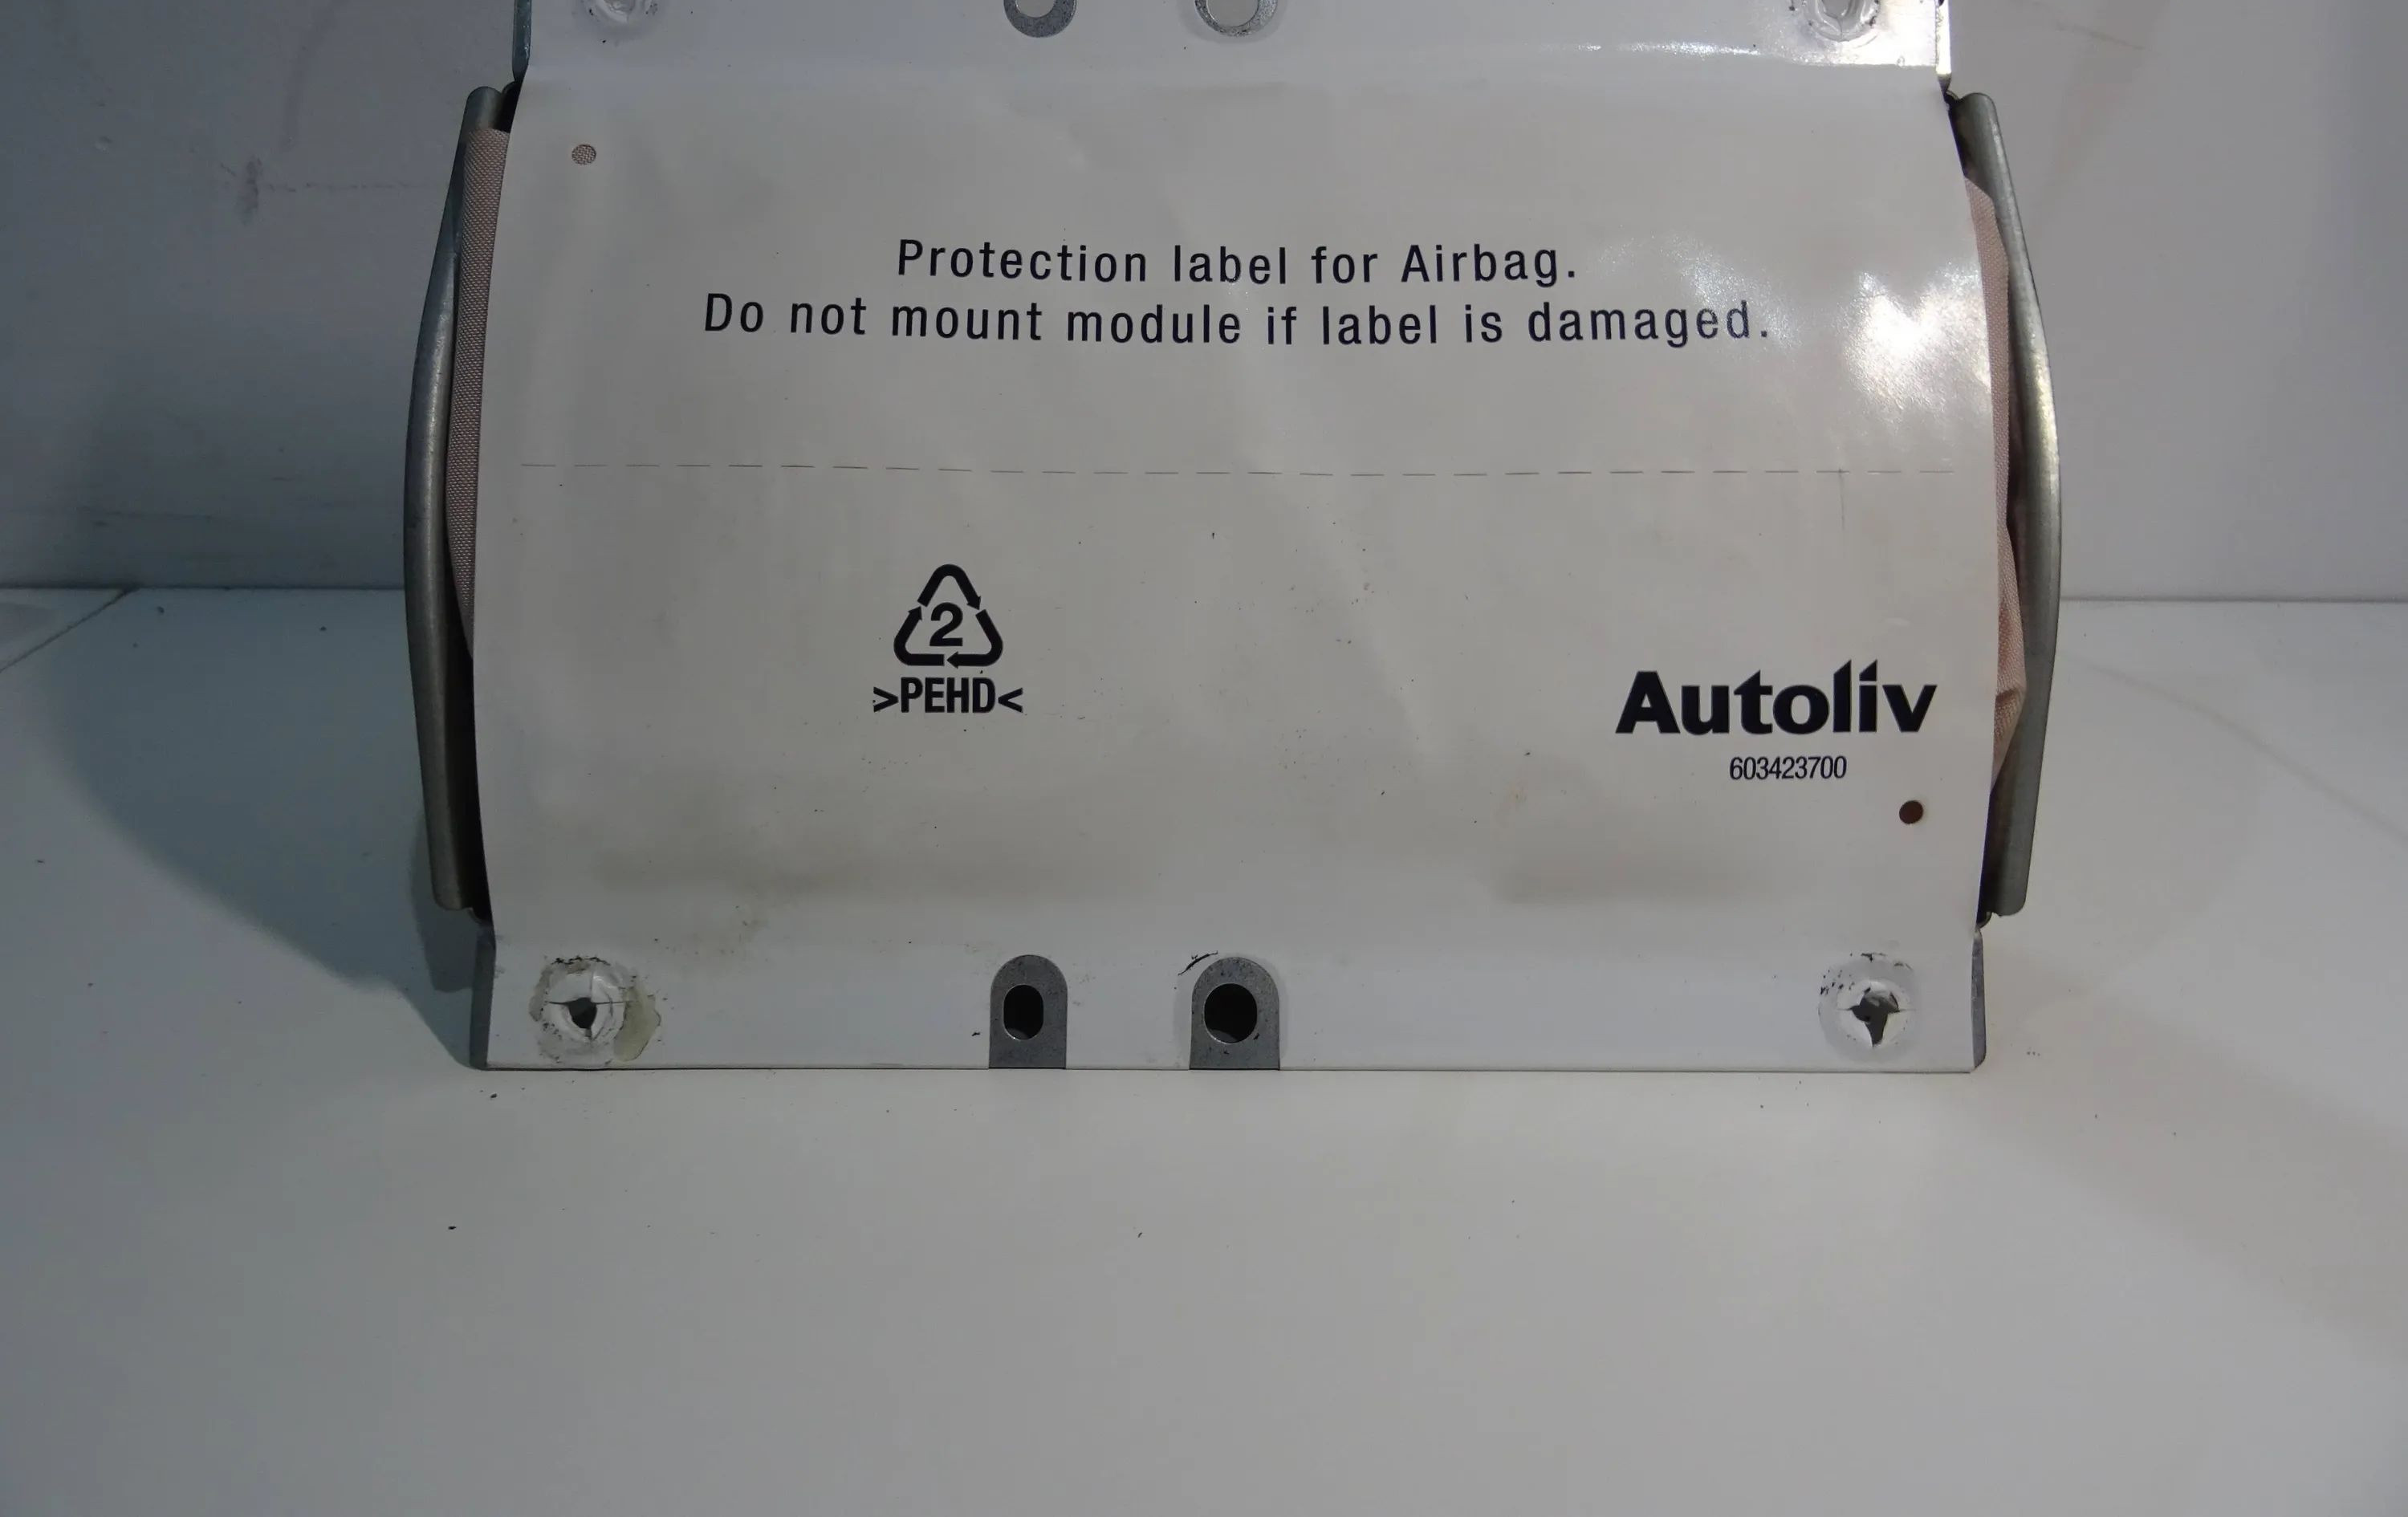 Protection label for Airbag.
Do not mount module if label is damaged.
2
>PEHD<
Autoliv
603423700